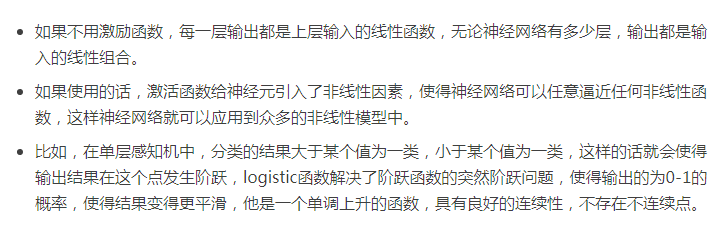 如果不用激励函数，每一层输出都是上层输入的线性函数，无论神经网络有多少层，输出都是输
入的线性组合。
如果使用的话，激活函数给神经元引入了非线性因素，使得神经网络可以任意逼近任何非线性函
数，这样神经网络就可以应用到众多的非线性模型中。
比如，在单层感知机中，分类的结果大于某个值为一类，小于某个值为一类，这样的话就会使得
输出结果在这个点发生阶跃，logistic函数解决了阶跃函数的突然阶跃问题，使得输出的为0-1的
概率，使得结果变得更平滑，他是一个单调上升的函数，具有良好的连续性，不存在不连续点。